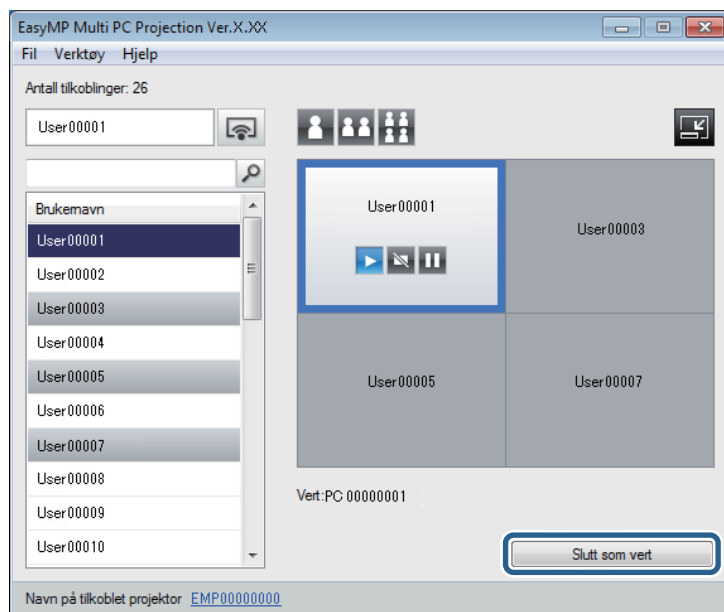 EasyMP Multi PC Projection Ver.X.XX
Fil Verktøy Hjelp
Antall tilkoblinger: 26
User00001
Brukernavn
User00001
User00002
User00003
User00004
User00005
User00006
User00007
User00008
User00009
User00010
User00001
User00003
User00005
User00007
Vert:PC 00000001
Slutt som vert
Navn på tilkoblet projektor EMP00000000